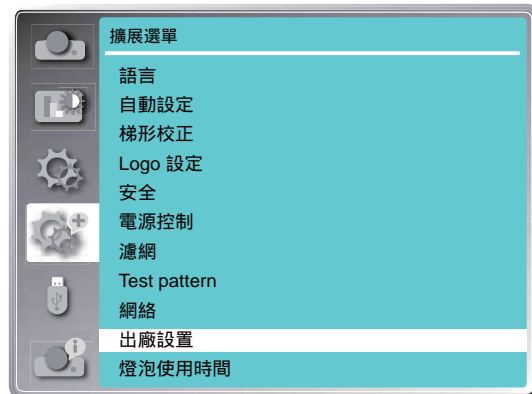 擴展選單
語言
自動設定
梯形校正
Logo 設定
安全
電源控制
濾網
Test pattern
網絡
出廠設置
燈泡使用時間